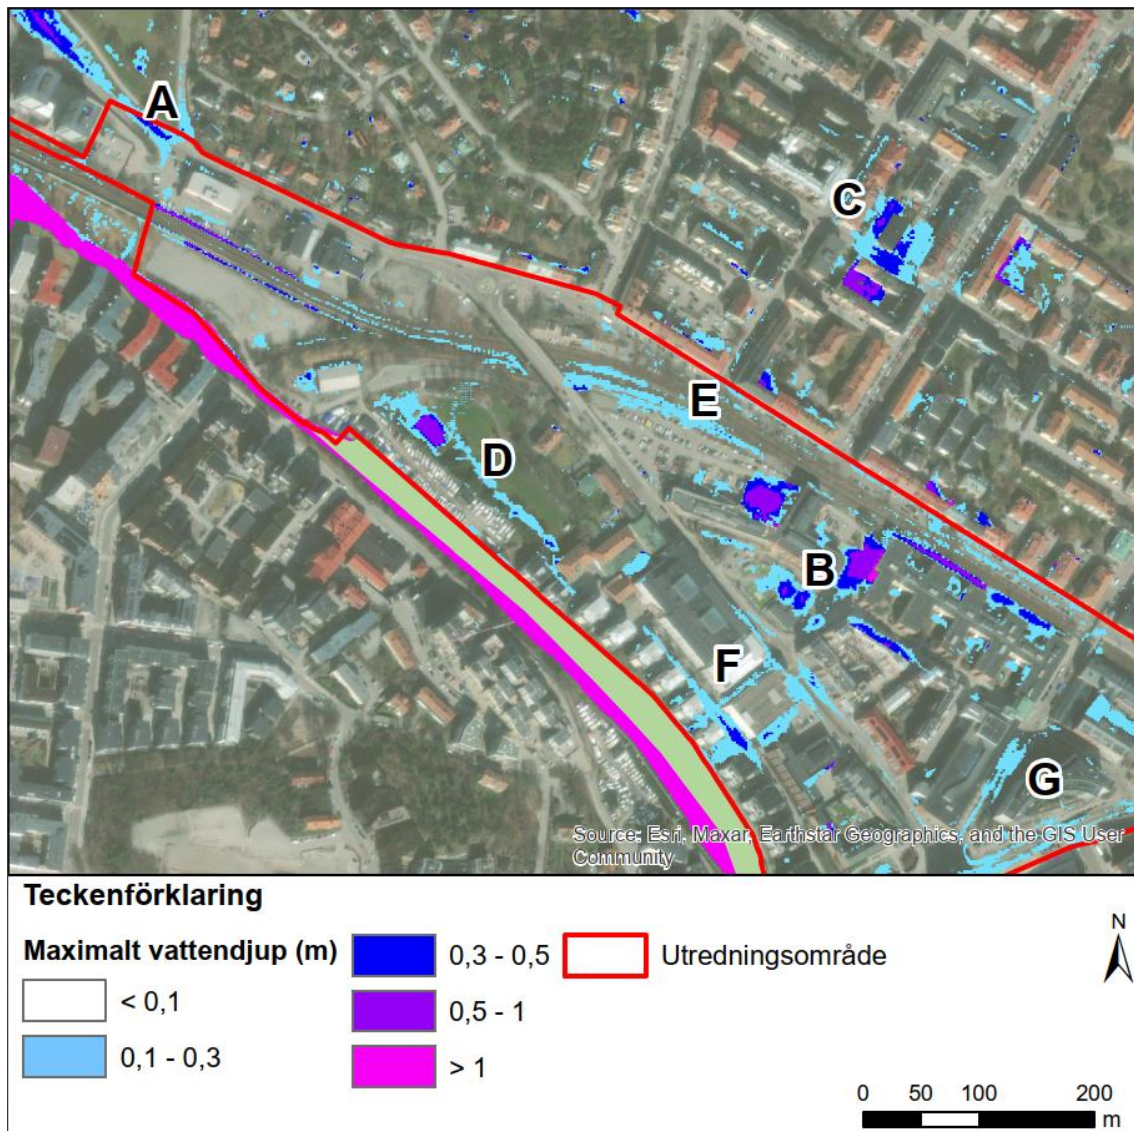 A
C
E
D
B
F
G
Source: Esri, Maxar, Earthstar Geographics, and the GIS User
Community
Teckenförklaring
Maximalt vattendjup (m)
< 0,1
0,1 - 0,3
0,3 - 0,5
0,5 - 1
> 1
Utredningsområde
N
0 50 100 200
m